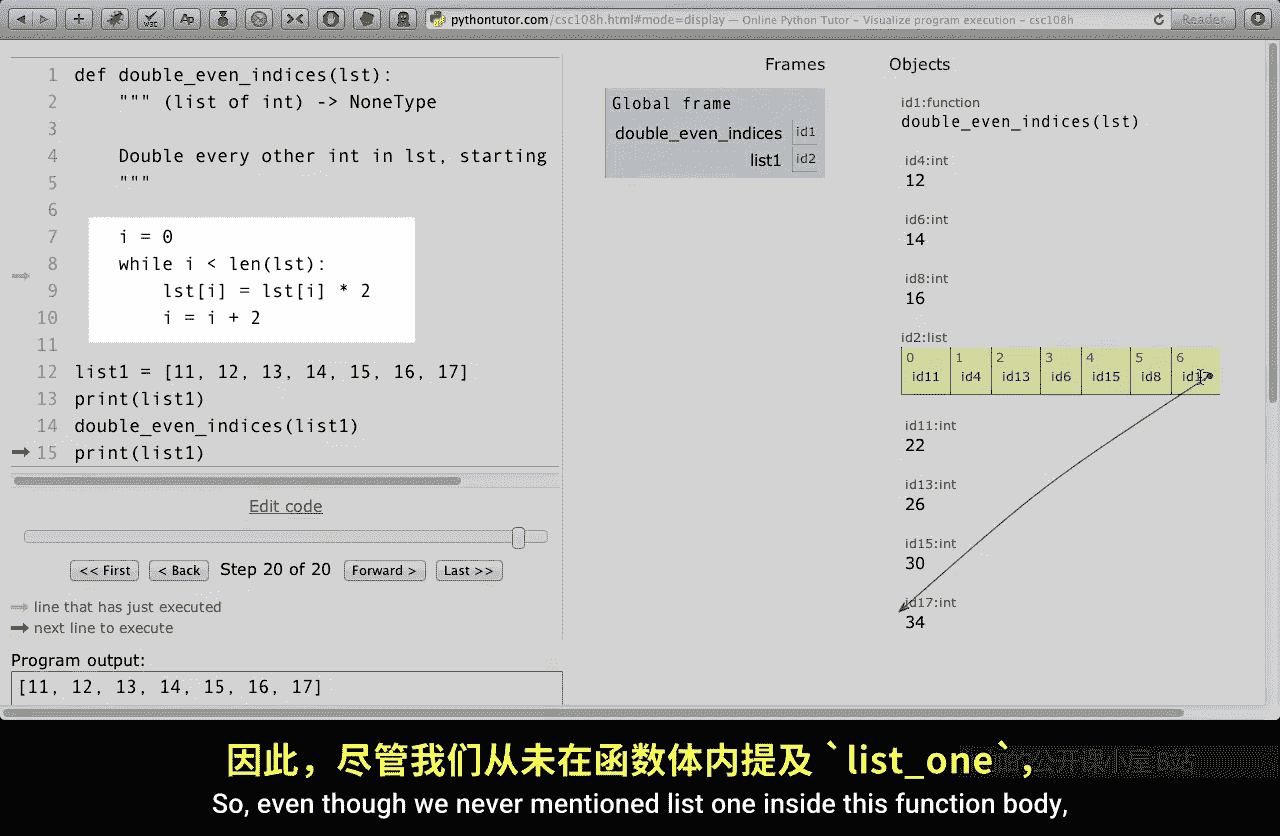 pythontutor.com/csc108h.html#mode=display — Online Python Tutor – Visualize program execution – csc108h
Reader
1 def double_even_indices(lst):
2 """ (list of int) -> NoneType
3
4 Double every other int in lst, starting
5 """
6
7 i = 0
8 while i < len(lst):
9 lst[i] = lst[i] * 2
10 i = i + 2
11
12 list1 = [11, 12, 13, 14, 15, 16, 17]
13 print(list1)
14 double_even_indices(list1)
15 print(list1)
Edit code
<< First < Back Step 20 of 20 Forward > Last >>
line that has just executed
next line to execute
Program output:
[11, 12, 13, 14, 15, 16, 17]
Frames
Global frame
double_even_indices id1
list1 id2
Objects
id1:function
double_even_indices(lst)
id4:int
12
id6:int
14
id8:int
16
id2:list
0 1 2 3 4 5 6
id11 id4 id13 id6 id15 id8 id17
id11:int
22
id13:int
26
id15:int
30
id17:int
34
因此，尽管我们从未在函数体内提及 `list_one`，
So, even though we never mentioned list one inside this function body,